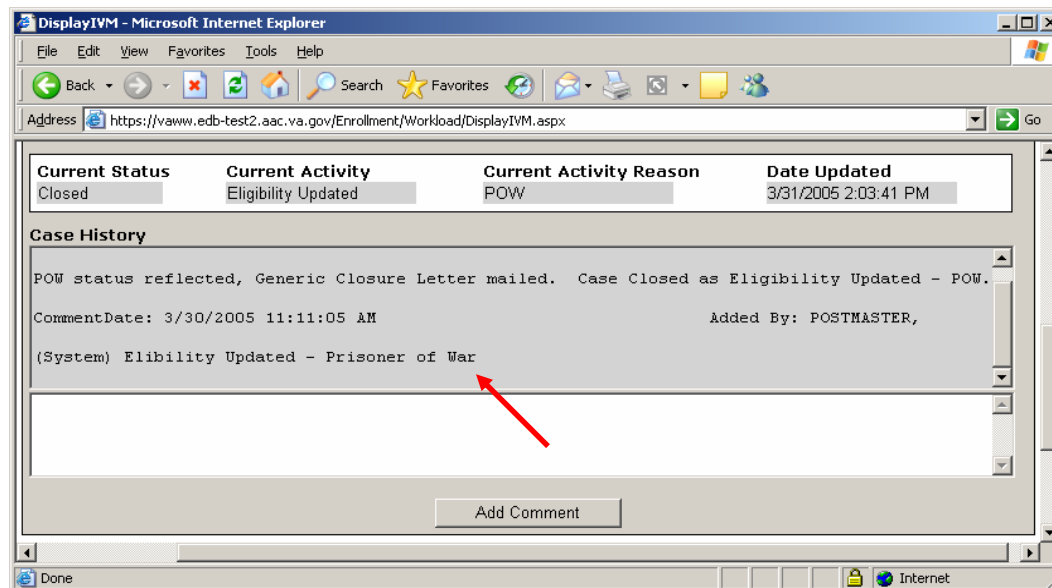 DisplayIVM - Microsoft Internet Explorer
File Edit View Favorites Tools Help
Back Search Favorites
Address https://vaww.edb-test2.aac.va.gov/Enrollment/Workload/DisplayIVM.aspx Go
Current Status Current Activity Current Activity Reason Date Updated
Closed Eligibility Updated POW 3/31/2005 2:03:41 PM
Case History
POW status reflected, Generic Closure Letter mailed. Case Closed as Eligibility Updated - POW.
CommentDate: 3/30/2005 11:11:05 AM Added By: POSTMASTER,
(System) Elibility Updated - Prisoner of War
Add Comment
Done Internet